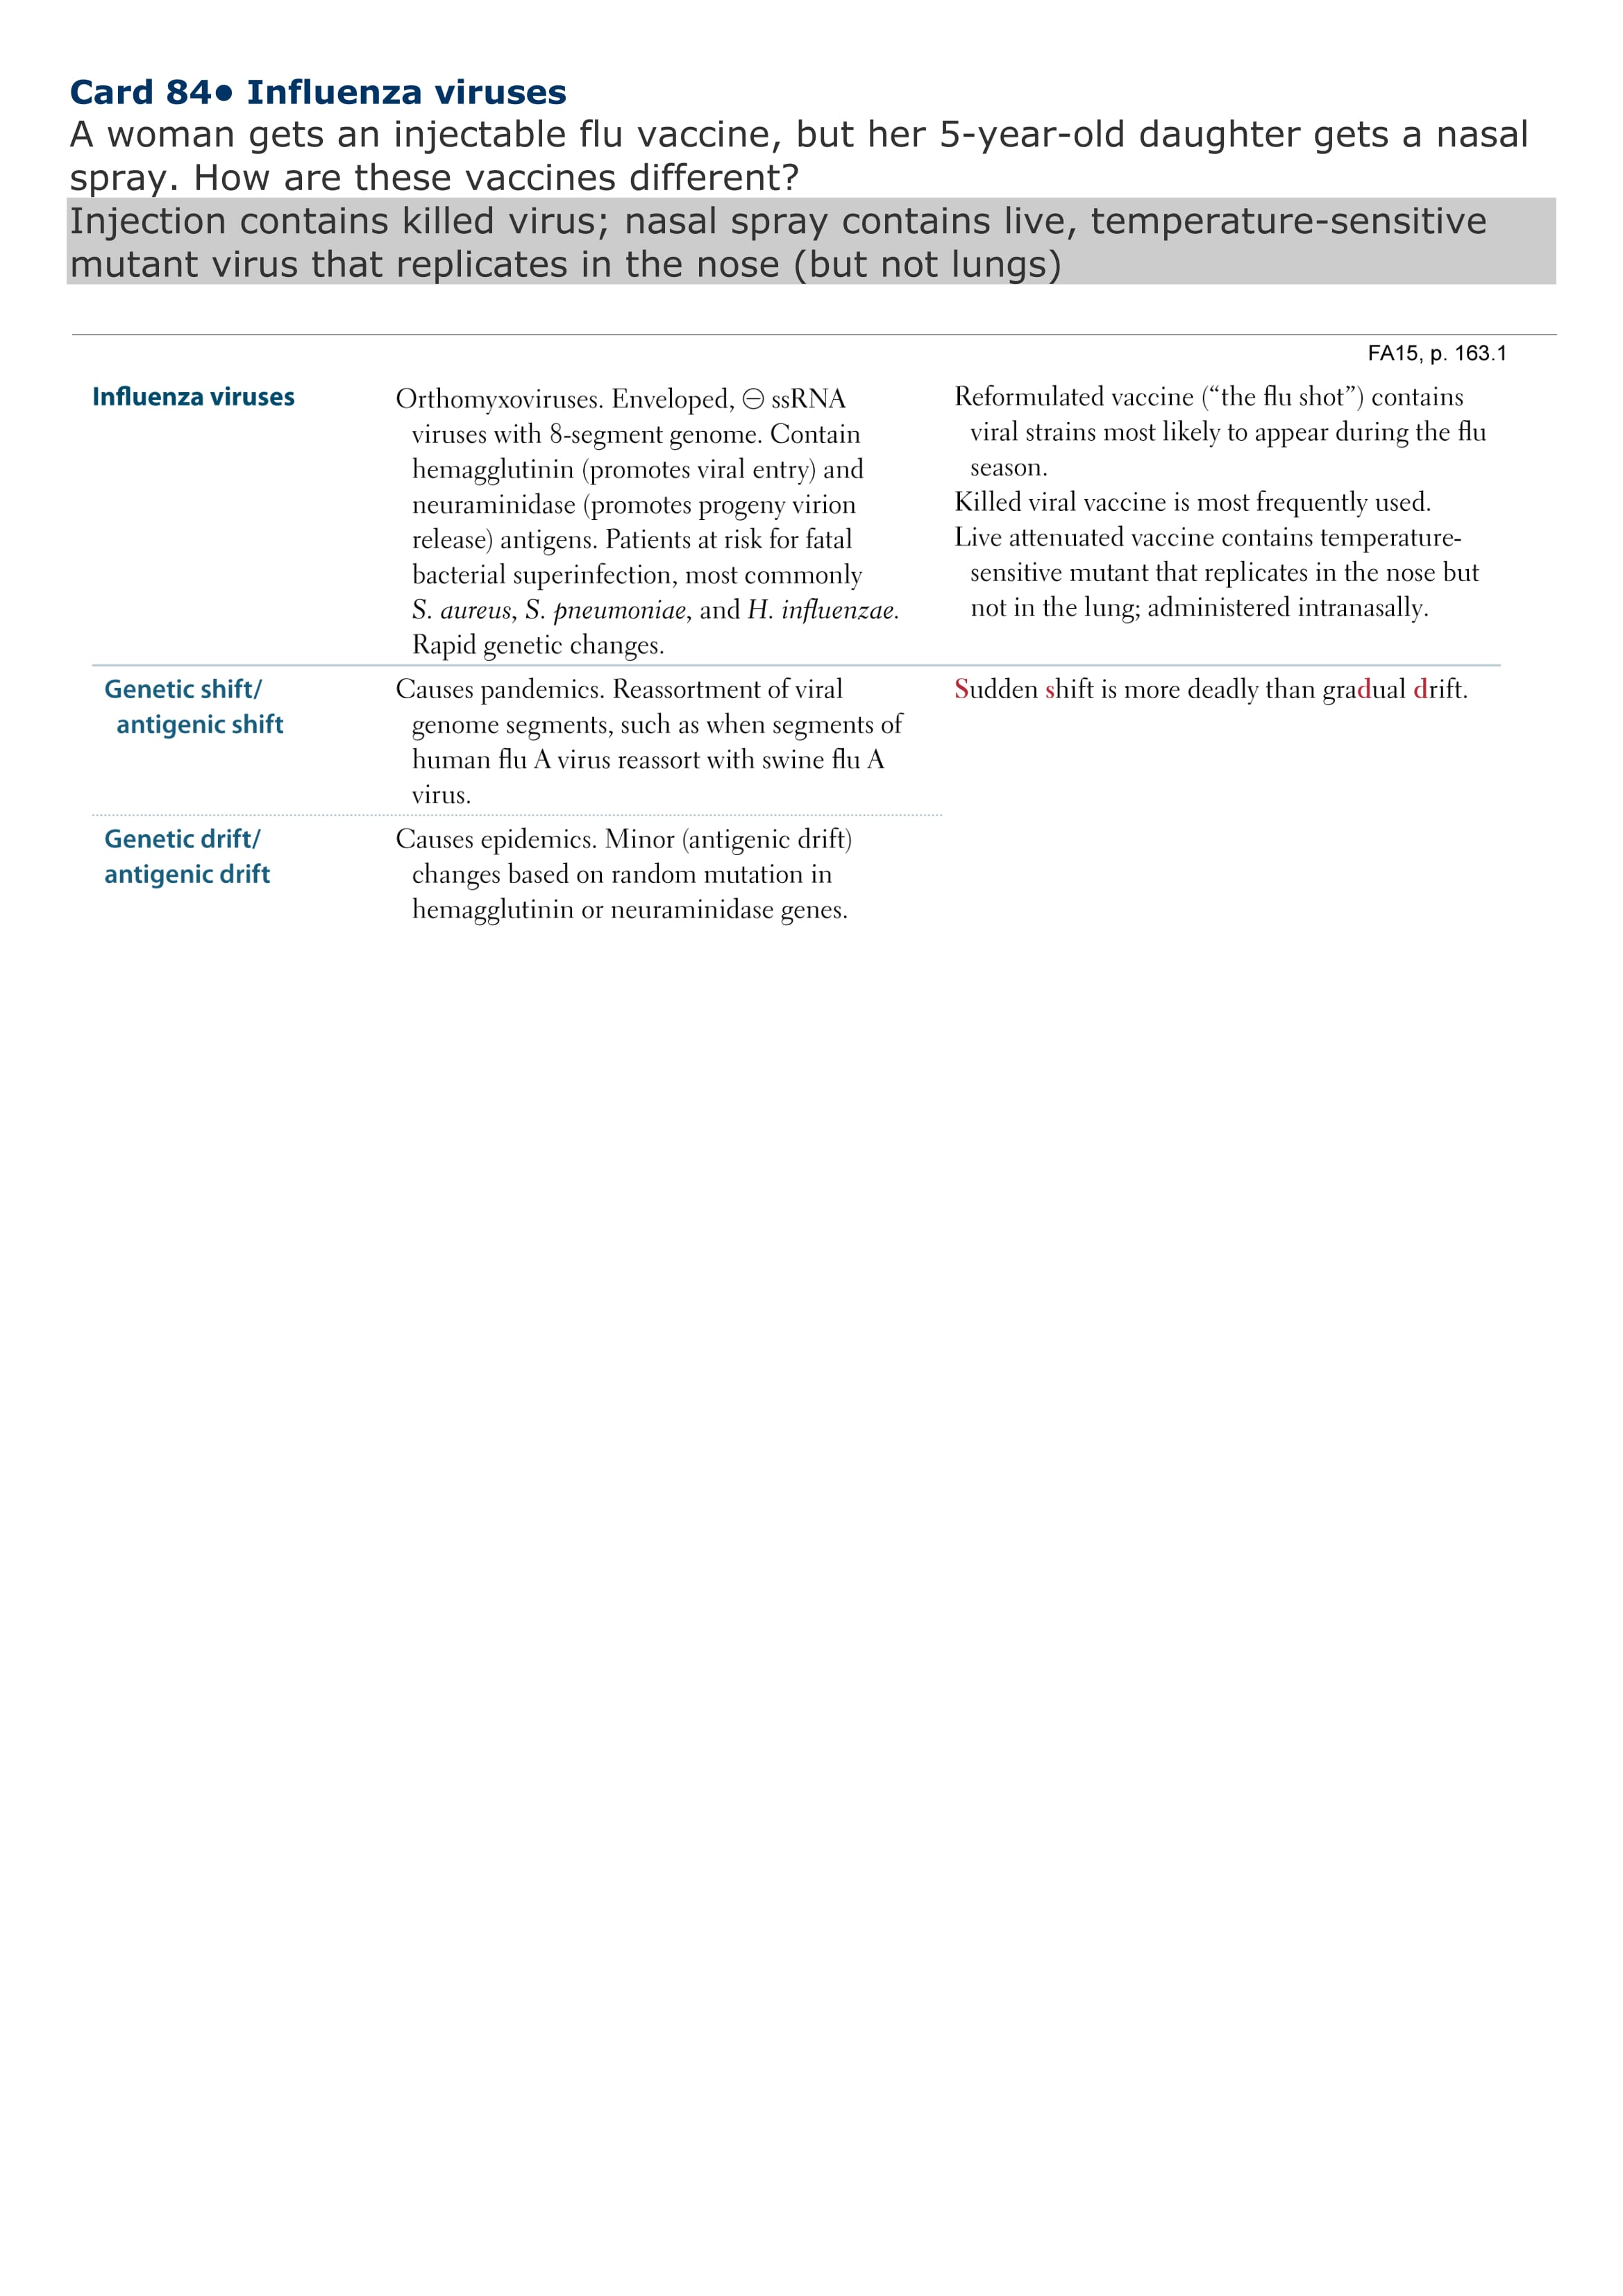 Card 84● Influenza viruses
A woman gets an injectable flu vaccine, but her 5-year-old daughter gets a nasal
spray. How are these vaccines different?
Injection contains killed virus; nasal spray contains live, temperature-sensitive
mutant virus that replicates in the nose (but not lungs)
FA15, p. 163.1
Influenza viruses
Orthomyxoviruses. Enveloped, ⊖ ssRNA
viruses with 8-segment genome. Contain
hemagglutinin (promotes viral entry) and
neuraminidase (promotes progeny virion
release) antigens. Patients at risk for fatal
bacterial superinfection, most commonly
S. aureus, S. pneumoniae, and H. influenzae.
Rapid genetic changes.
Reformulated vaccine (“the flu shot”) contains
viral strains most likely to appear during the flu
season.
Killed viral vaccine is most frequently used.
Live attenuated vaccine contains temperature-
sensitive mutant that replicates in the nose but
not in the lung; administered intranasally.
Genetic shift/
antigenic shift
Causes pandemics. Reassortment of viral
genome segments, such as when segments of
human flu A virus reassort with swine flu A
virus.
Sudden shift is more deadly than gradual drift.
Genetic drift/
antigenic drift
Causes epidemics. Minor (antigenic drift)
changes based on random mutation in
hemagglutinin or neuraminidase genes.